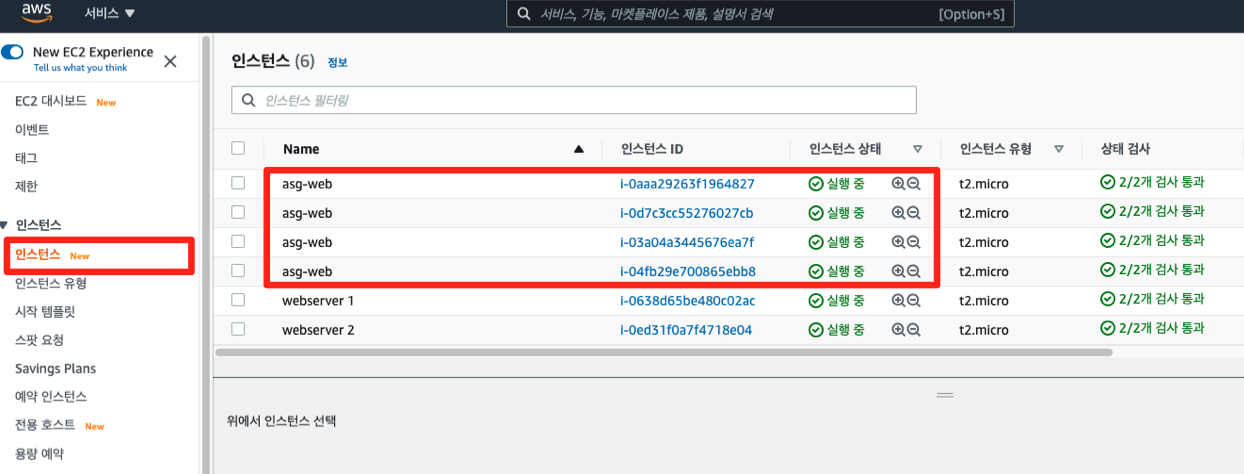 aws 서비스 ▼ 서비스, 기능, 마켓플레이스 제품, 설명서 검색 [Option+S]
New EC2 Experience
Tell us what you think
EC2 대시보드 New
이벤트
태그
제한
인스턴스
인스턴스 New
인스턴스 유형
시작 템플릿
스팟 요청
Savings Plans
예약 인스턴스
전용 호스트 New
용량 예약
인스턴스 (6) 정보
인스턴스 필터링
Name 인스턴스 ID 인스턴스 상태 인스턴스 유형 상태 검사
asg-web i-0aaa29263f1964827 실행 중 t2.micro 2/2개 검사 통과
asg-web i-0d7c3cc55276027cb 실행 중 t2.micro 2/2개 검사 통과
asg-web i-03a04a3445676ea7f 실행 중 t2.micro 2/2개 검사 통과
asg-web i-04fb29e700865ebb8 실행 중 t2.micro 2/2개 검사 통과
webserver 1 i-0638d65be480c02ac 실행 중 t2.micro 2/2개 검사 통과
webserver 2 i-0ed31f0a7f4718e04 실행 중 t2.micro 2/2개 검사 통과
위에서 인스턴스 선택